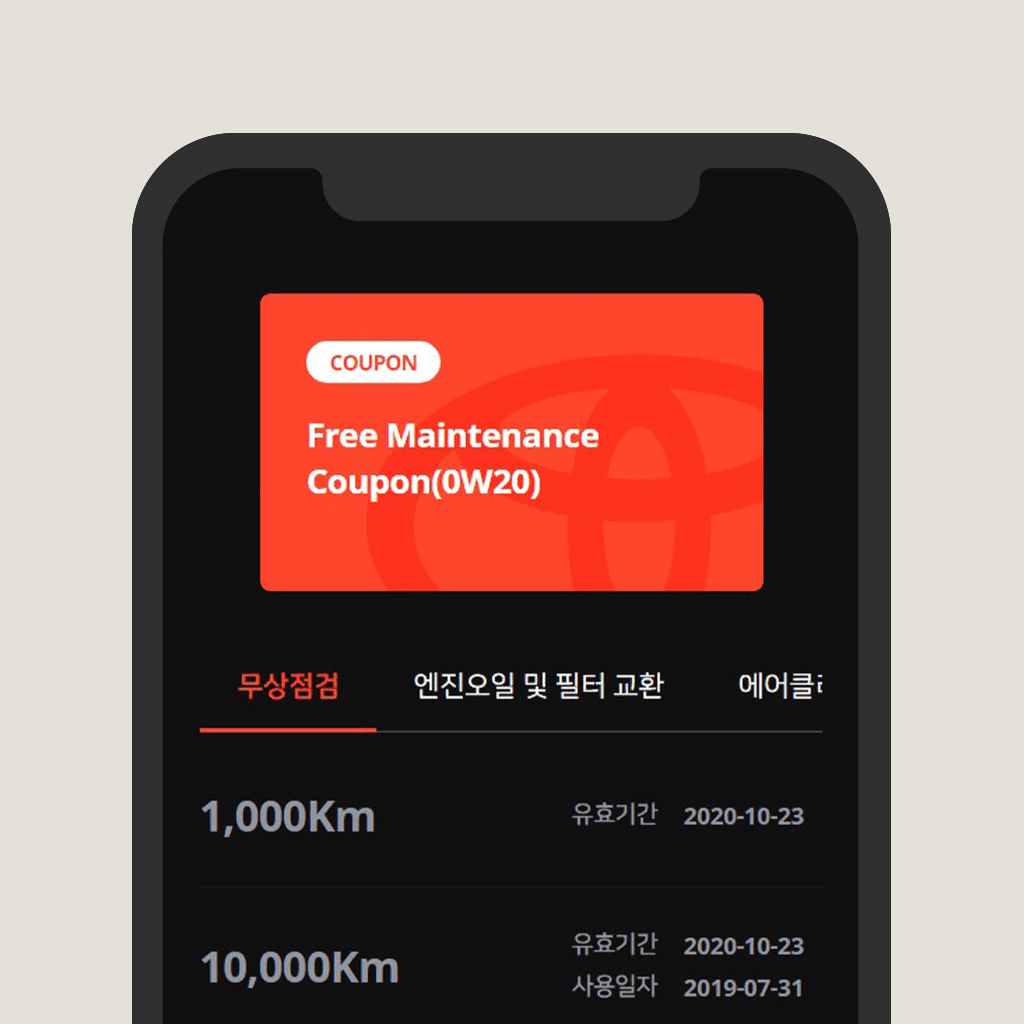 COUPON
Free Maintenance
Coupon(0W20)
무상점검 엔진오일 및 필터 교환 에어클
1,000Km 유효기간 2020-10-23
유효기간 2020-10-23
10,000Km
사용일자 2019-07-31